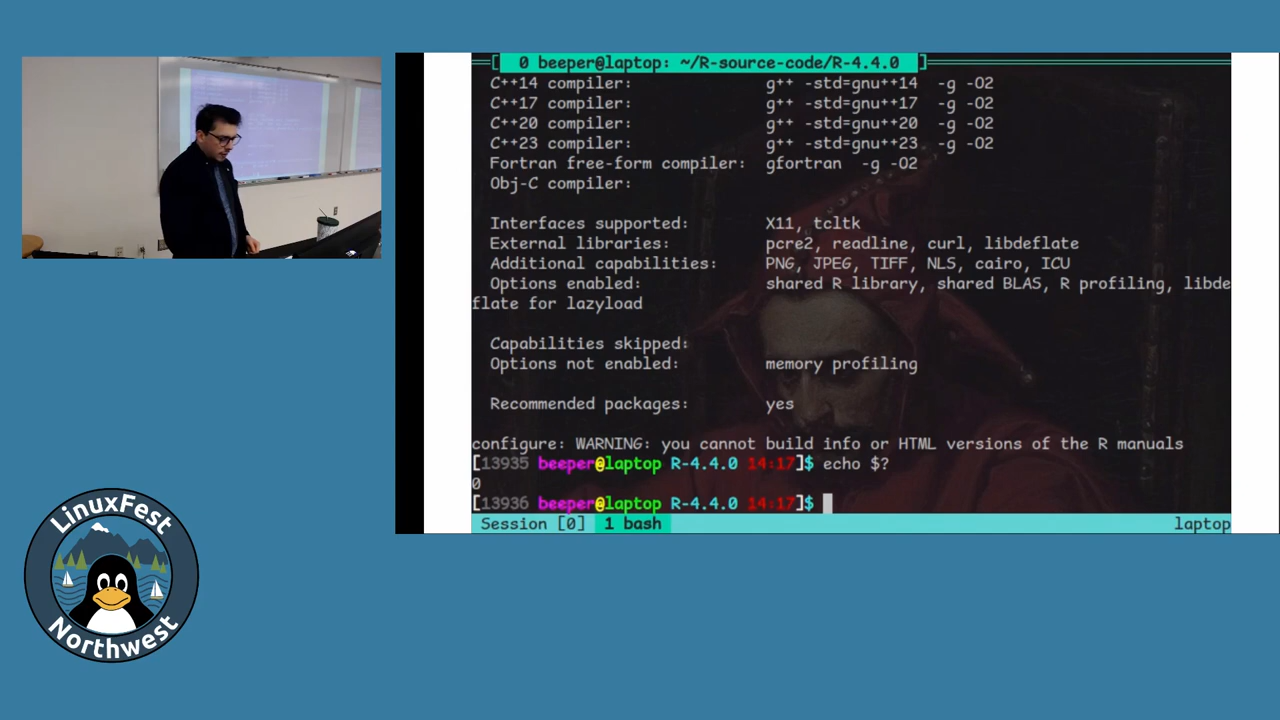 0 beeper@laptop: ~/R-source-code/R-4.4.0
C++14 compiler: g++ -std=gnu++14 -g -O2
C++17 compiler: g++ -std=gnu++17 -g -O2
C++20 compiler: g++ -std=gnu++20 -g -O2
C++23 compiler: g++ -std=gnu++23 -g -O2
Fortran free-form compiler: gfortran -g -O2
Obj-C compiler:
Interfaces supported: X11, tcltk
External libraries: pcre2, readline, curl, libdeflate
Additional capabilities: PNG, JPEG, TIFF, NLS, cairo, ICU
Options enabled: shared R library, shared BLAS, R profiling, libde
flate for lazyload
Capabilities skipped:
Options not enabled: memory profiling
Recommended packages: yes
configure: WARNING: you cannot build info or HTML versions of the R manuals
[13935 beeper@laptop R-4.4.0 14:17]$ echo $?
0
[13936 beeper@laptop R-4.4.0 14:17]$
Session [0] 1 bash laptop
LinuxFest
Northwest